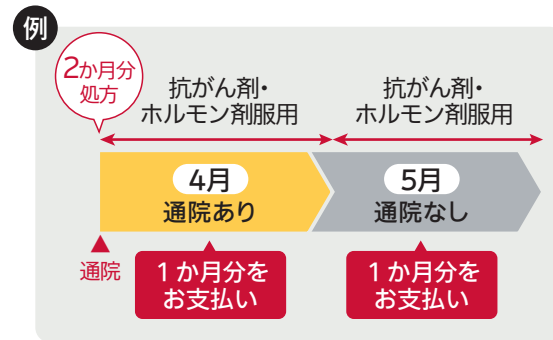 例
2か月分
処方
抗がん剤・
ホルモン剤服用
抗がん剤・
ホルモン剤服用
4月
通院あり
5月
通院なし
通院
1か月分を
お支払い
1か月分を
お支払い